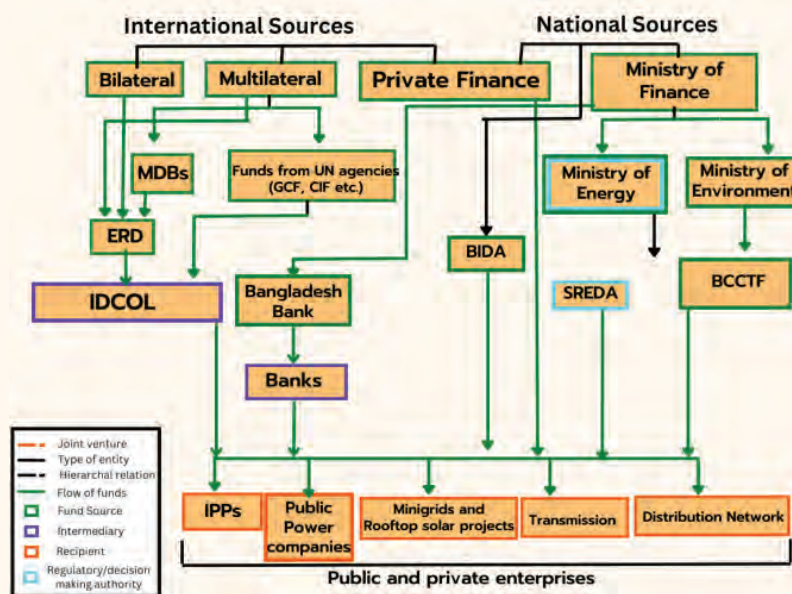 International Sources
National Sources
Bilateral
Multilateral
Private Finance
Ministry of
Finance
MDBs
Funds from UN agencies
(GCF, CIF etc.)
Ministry of
Energy
Ministry of
Environment
ERD
BIDA
IDCOL
Bangladesh
Bank
SREDA
BCCTF
Banks
Joint venture
Type of entity
Hierarchal relation
Flow of funds
Fund Source
Intermediary
Recipient
Regulatory/decision
making authority
IPPs
Public
Power
companies
Minigrids and
Rooftop solar projects
Transmission
Distribution Network
Public and private enterprises